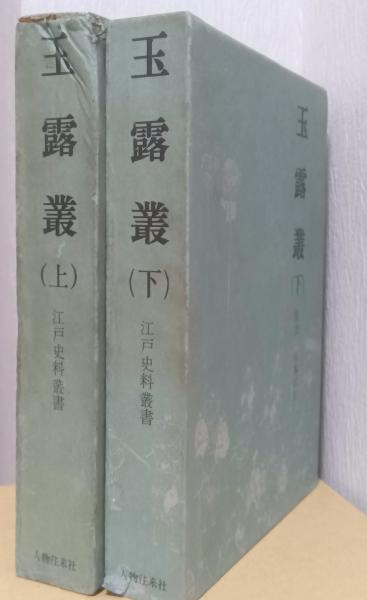 玉露叢
(上)
江戸史料叢書
人物往来社
玉露叢
(下)
江戸史料叢書
人物往来社
玉露叢
下